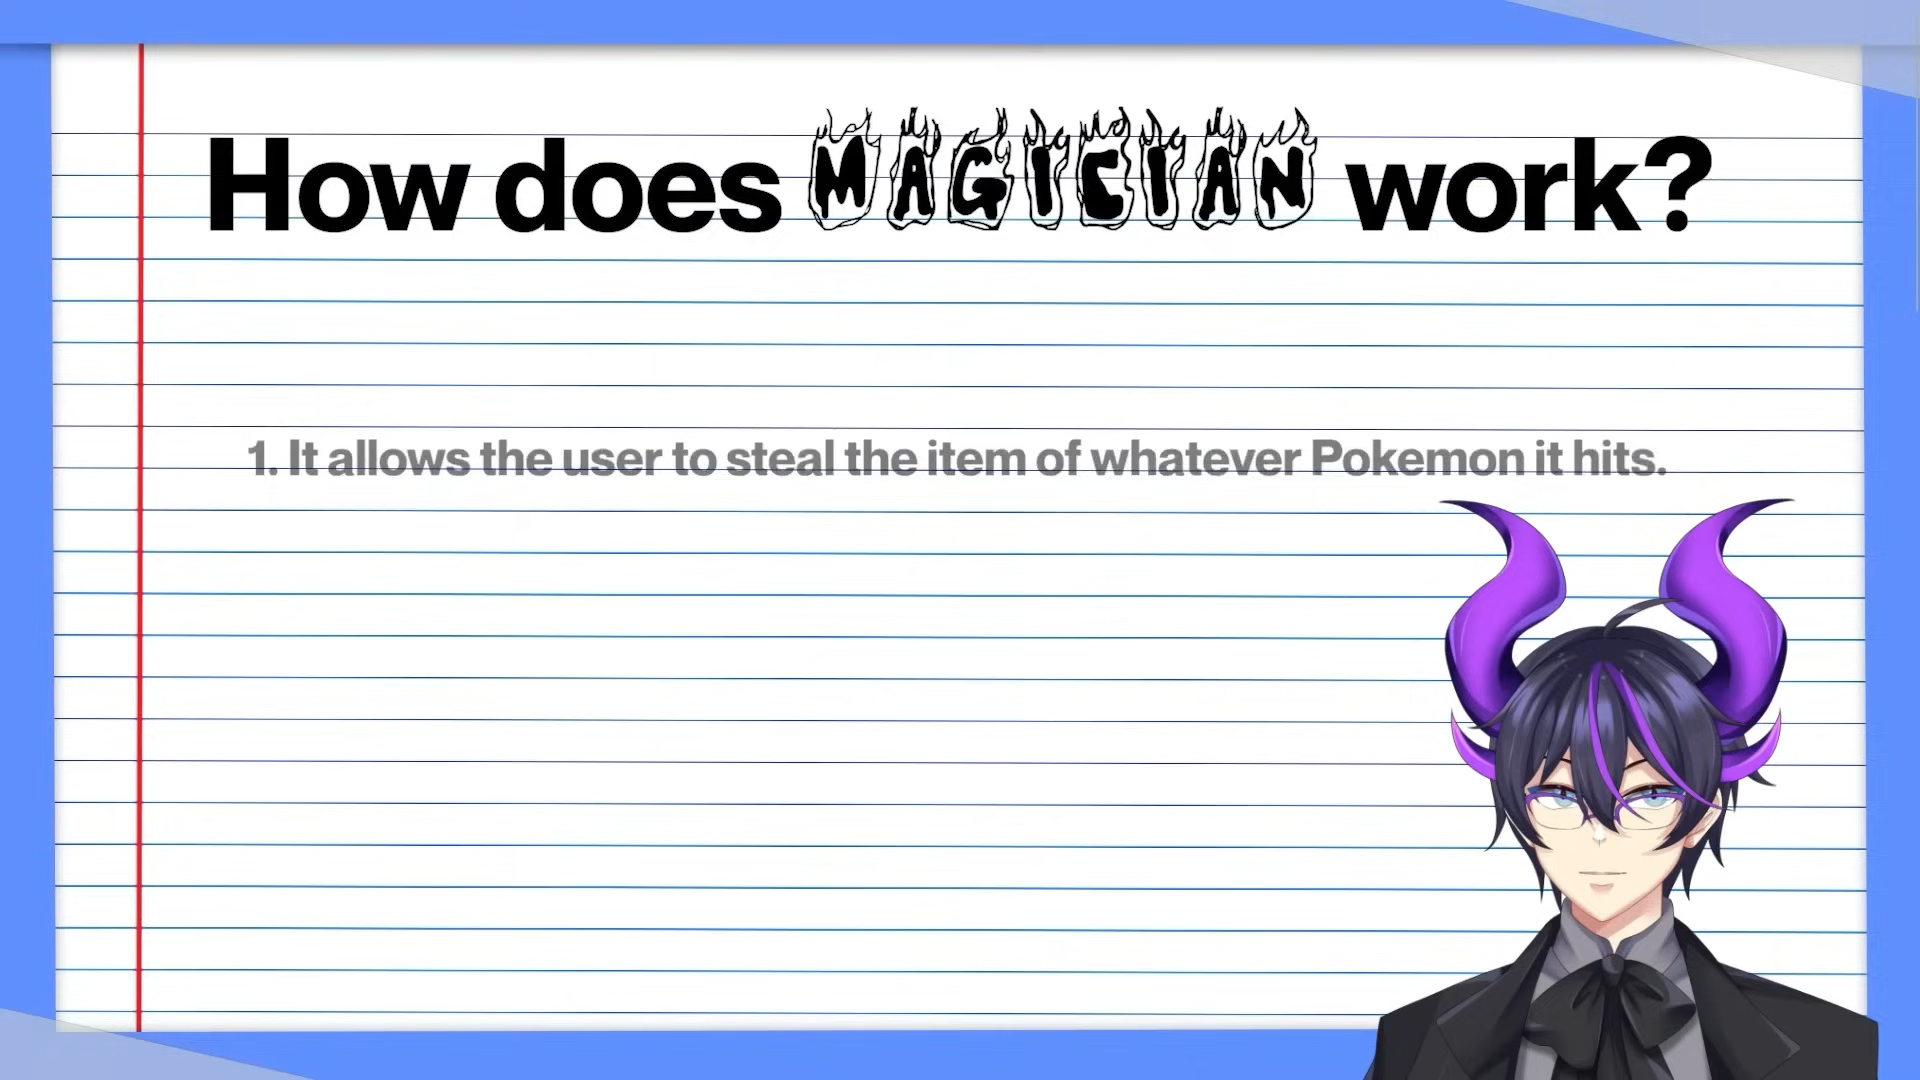 How does MAGICIAN work?
1. It allows the user to steal the item of whatever Pokemon it hits.